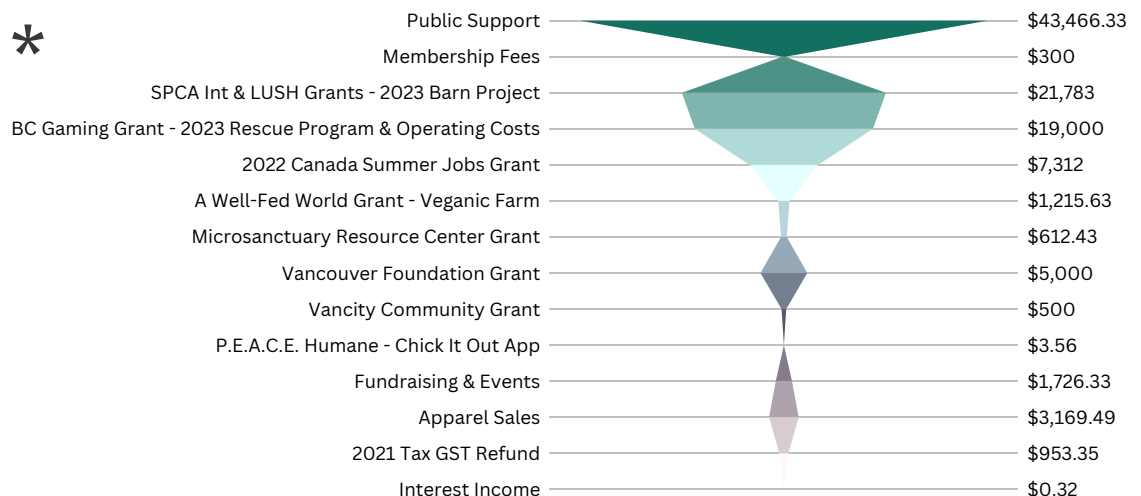 *
Public Support $43,466.33
Membership Fees $300
SPCA Int & LUSH Grants - 2023 Barn Project $21,783
BC Gaming Grant - 2023 Rescue Program & Operating Costs $19,000
2022 Canada Summer Jobs Grant $7,312
A Well-Fed World Grant - Veganic Farm $1,215.63
Microsanctuary Resource Center Grant $612.43
Vancouver Foundation Grant $5,000
Vancity Community Grant $500
P.E.A.C.E. Humane - Chick It Out App $3.56
Fundraising & Events $1,726.33
Apparel Sales $3,169.49
2021 Tax GST Refund $953.35
Interest Income $0.32